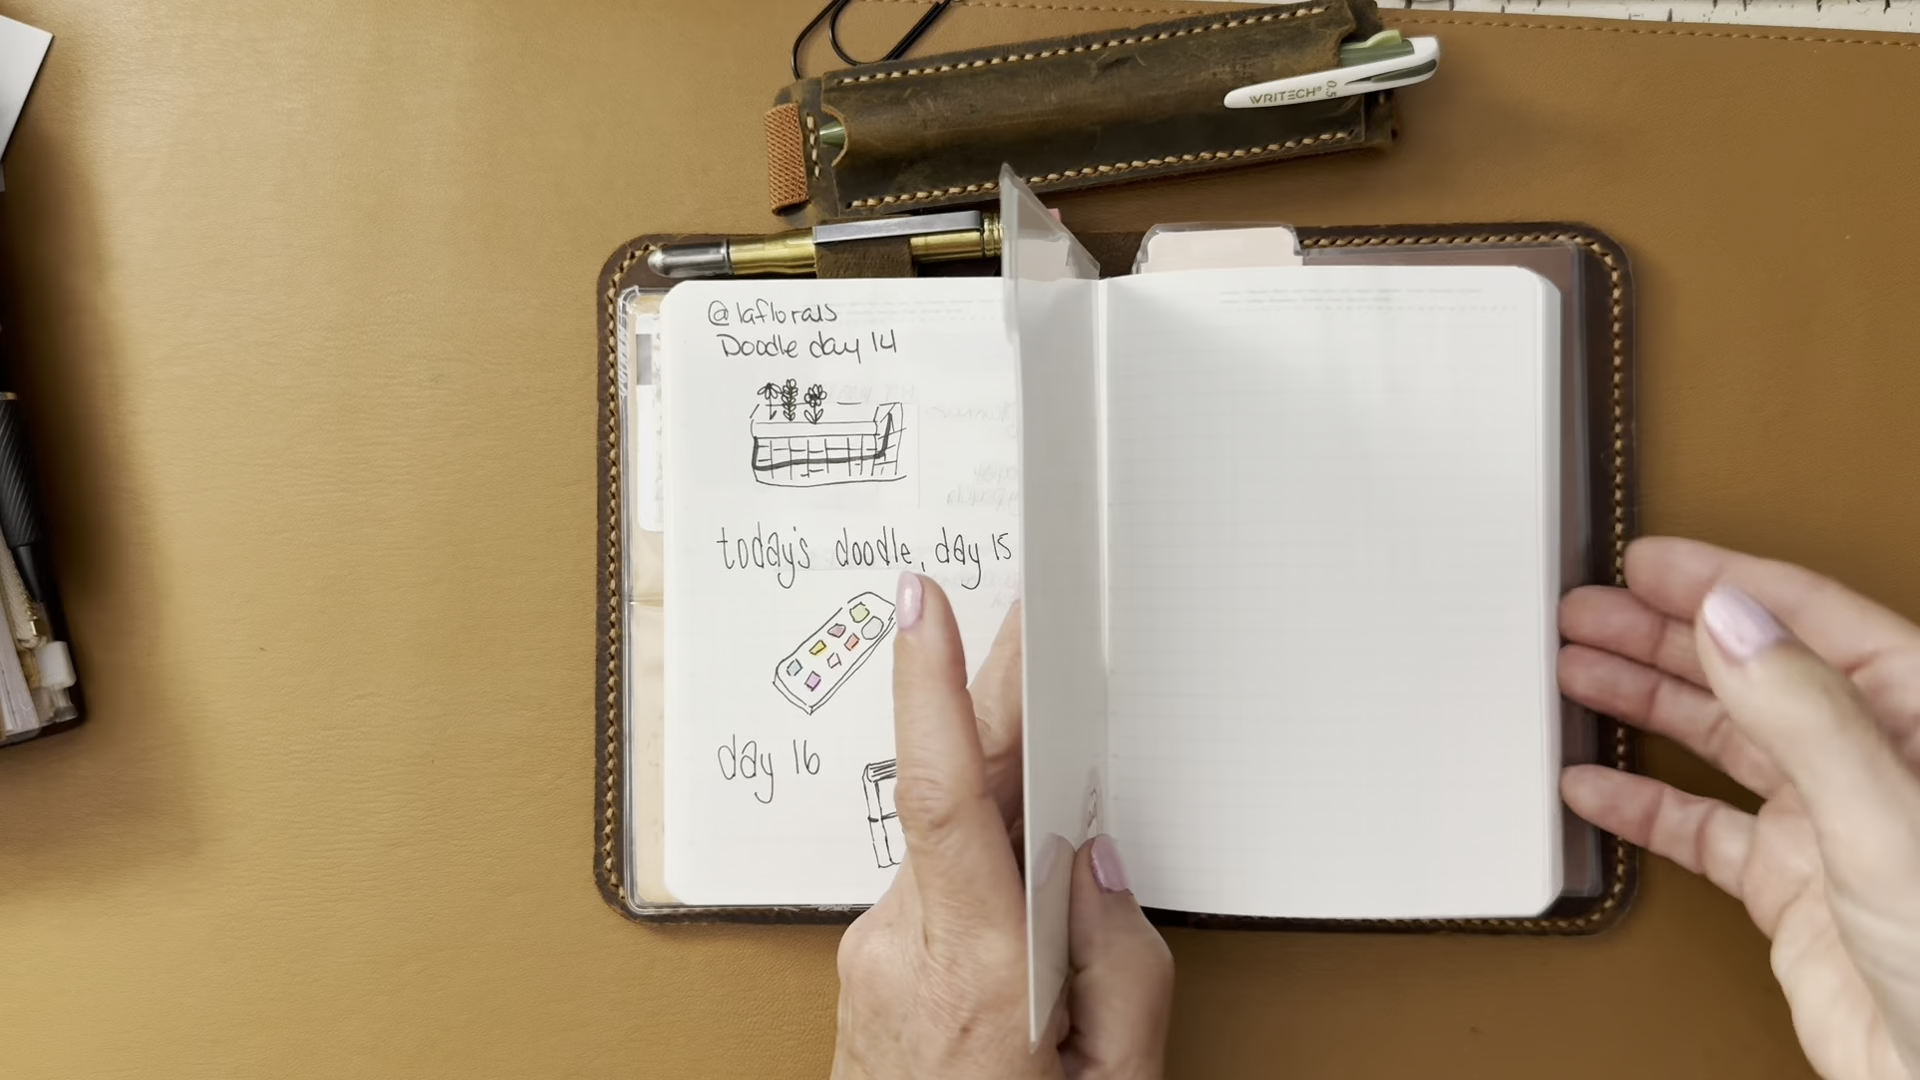 WRITECH® 0.5
@laflorals
Doodle day 14
today's doodle, day 15
day 16